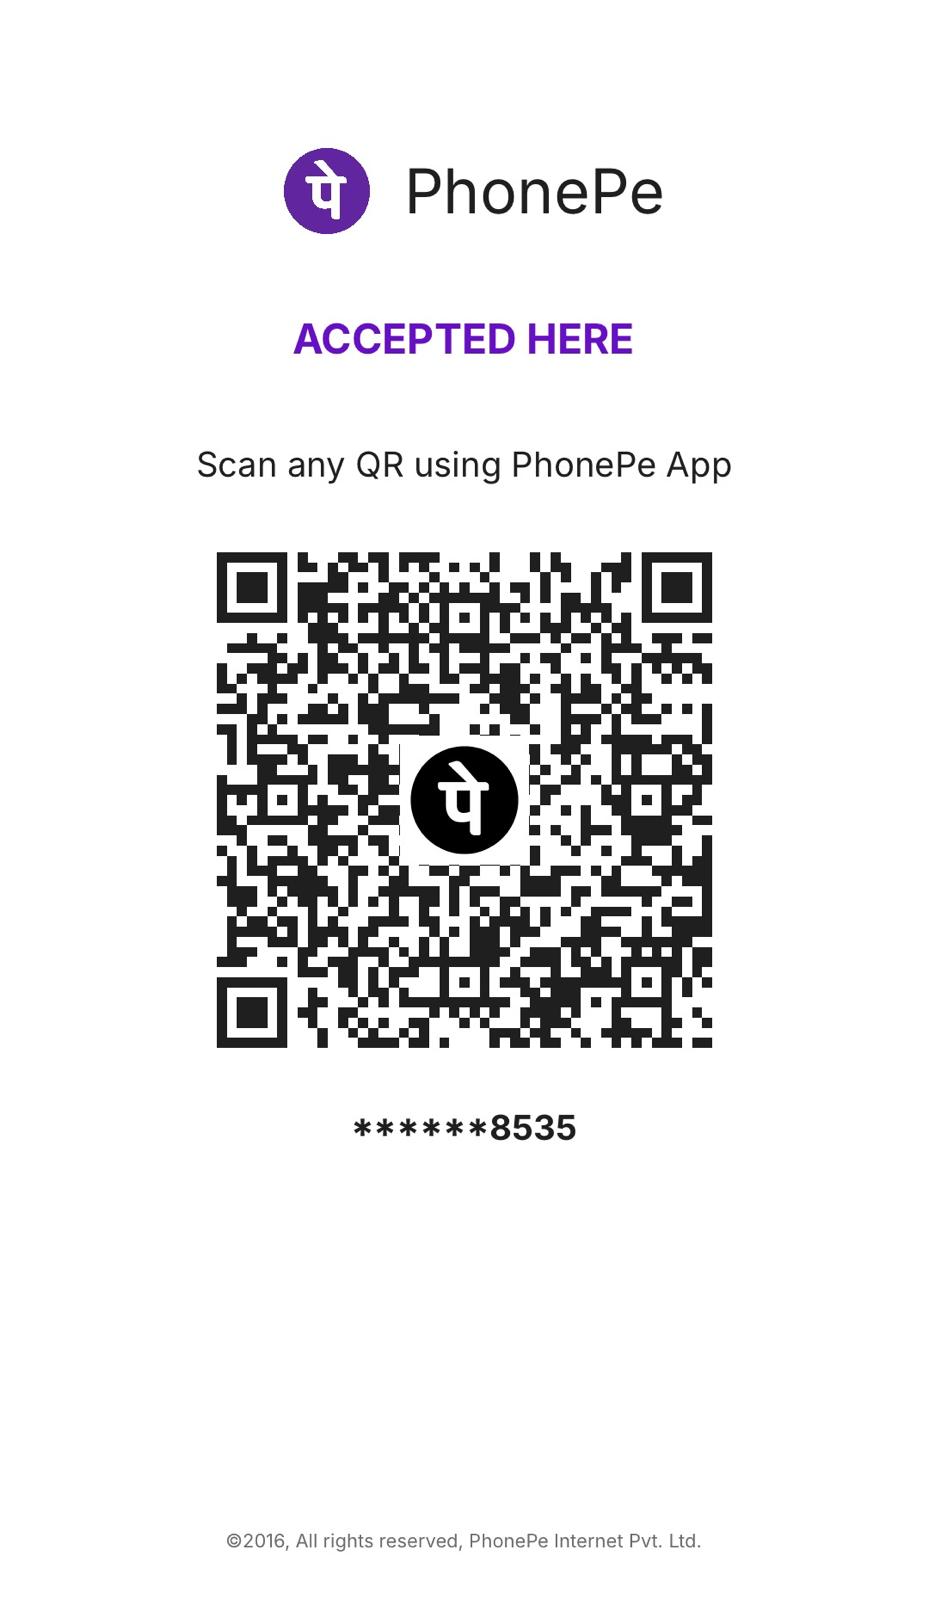 पे PhonePe
ACCEPTED HERE
Scan any QR using PhonePe App
पे
******8535
©2016, All rights reserved, PhonePe Internet Pvt. Ltd.